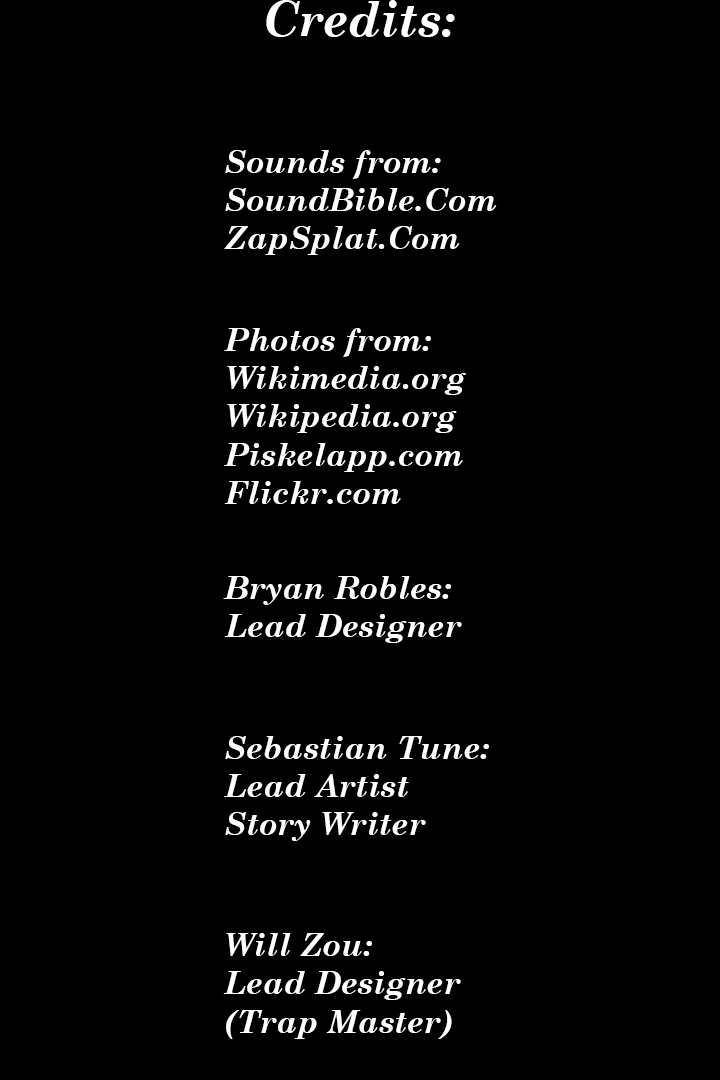 Credits:
Sounds from:
SoundBible.Com
ZapSplat.Com
Photos from:
Wikimedia.org
Wikipedia.org
Piskelapp.com
Flickr.com
Bryan Robles:
Lead Designer
Sebastian Tune:
Lead Artist
Story Writer
Will Zou:
Lead Designer
(Trap Master)